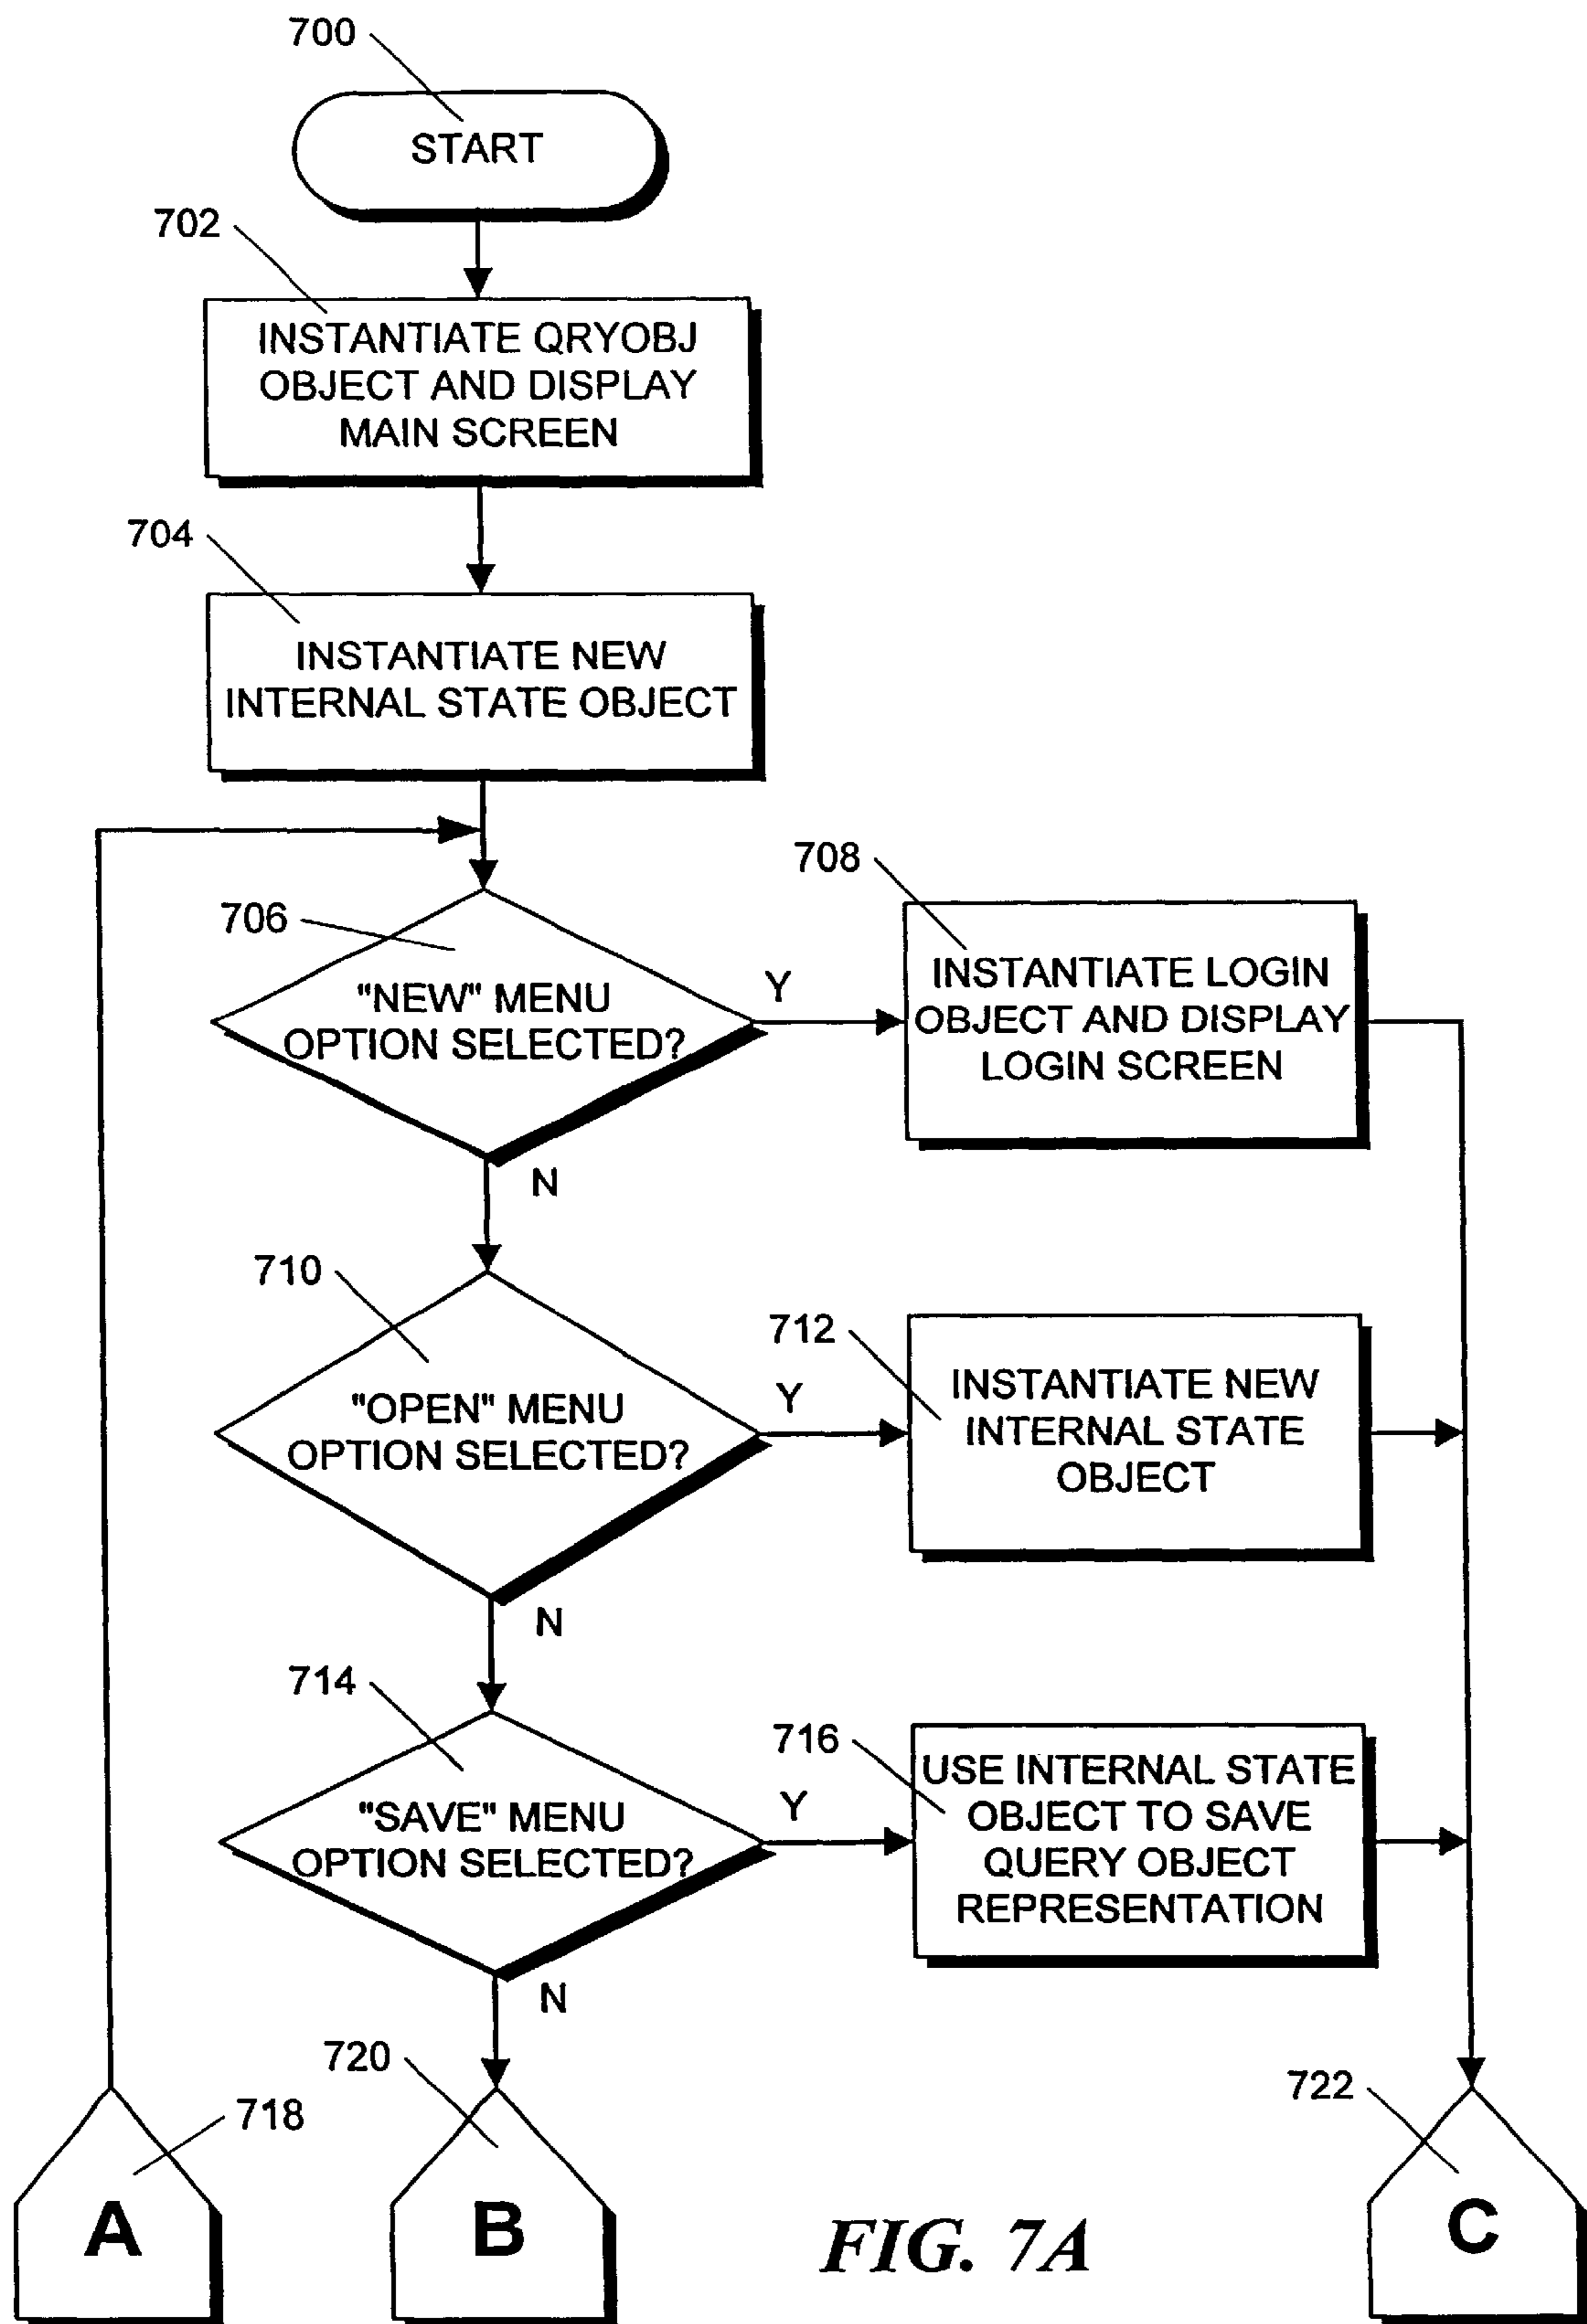 700
START
702
INSTANTIATE QRYOBJ
OBJECT AND DISPLAY
MAIN SCREEN
704
INSTANTIATE NEW
INTERNAL STATE OBJECT
706
"NEW" MENU
OPTION SELECTED?
Y
N
708
INSTANTIATE LOGIN
OBJECT AND DISPLAY
LOGIN SCREEN
710
"OPEN" MENU
OPTION SELECTED?
Y
N
712
INSTANTIATE NEW
INTERNAL STATE
OBJECT
714
"SAVE" MENU
OPTION SELECTED?
Y
N
716
USE INTERNAL STATE
OBJECT TO SAVE
QUERY OBJECT
REPRESENTATION
718
A
720
B
722
C
FIG. 7A